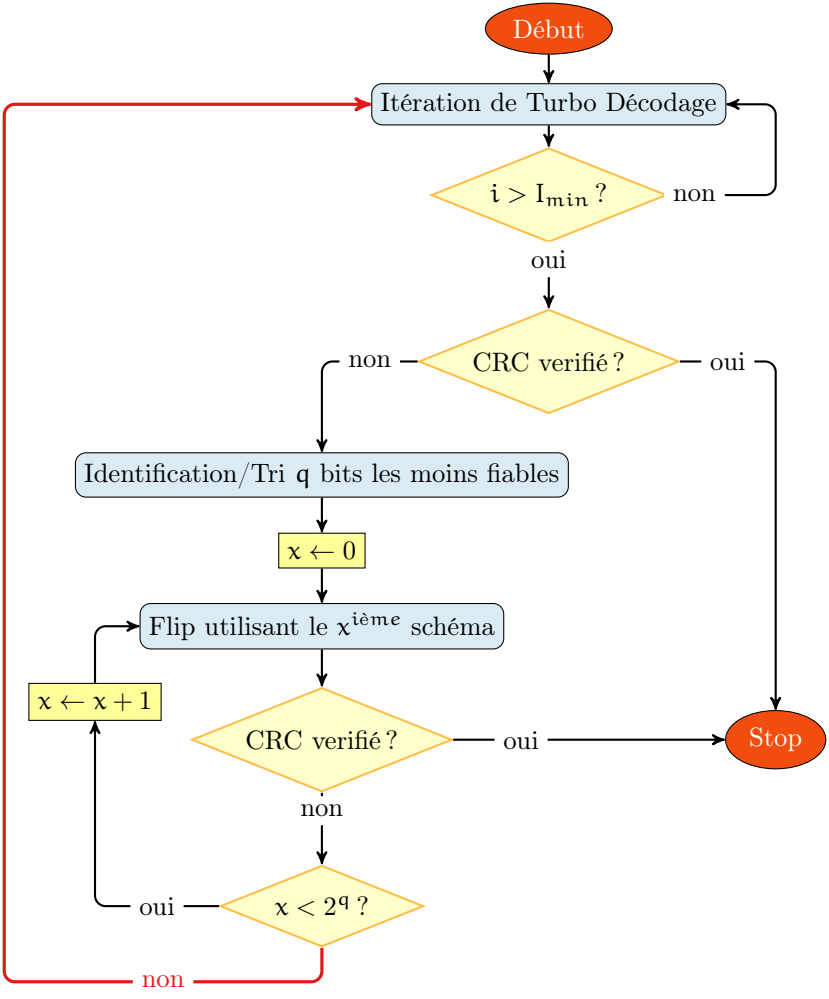 Début
Itération de Turbo Décodage
i > I_min ?
non
oui
CRC verifié ?
non
oui
Identification/Tri q bits les moins fiables
x ← 0
Flip utilisant le x^ième schéma
x ← x + 1
CRC verifié ?
oui
Stop
non
x < 2^q ?
oui
non